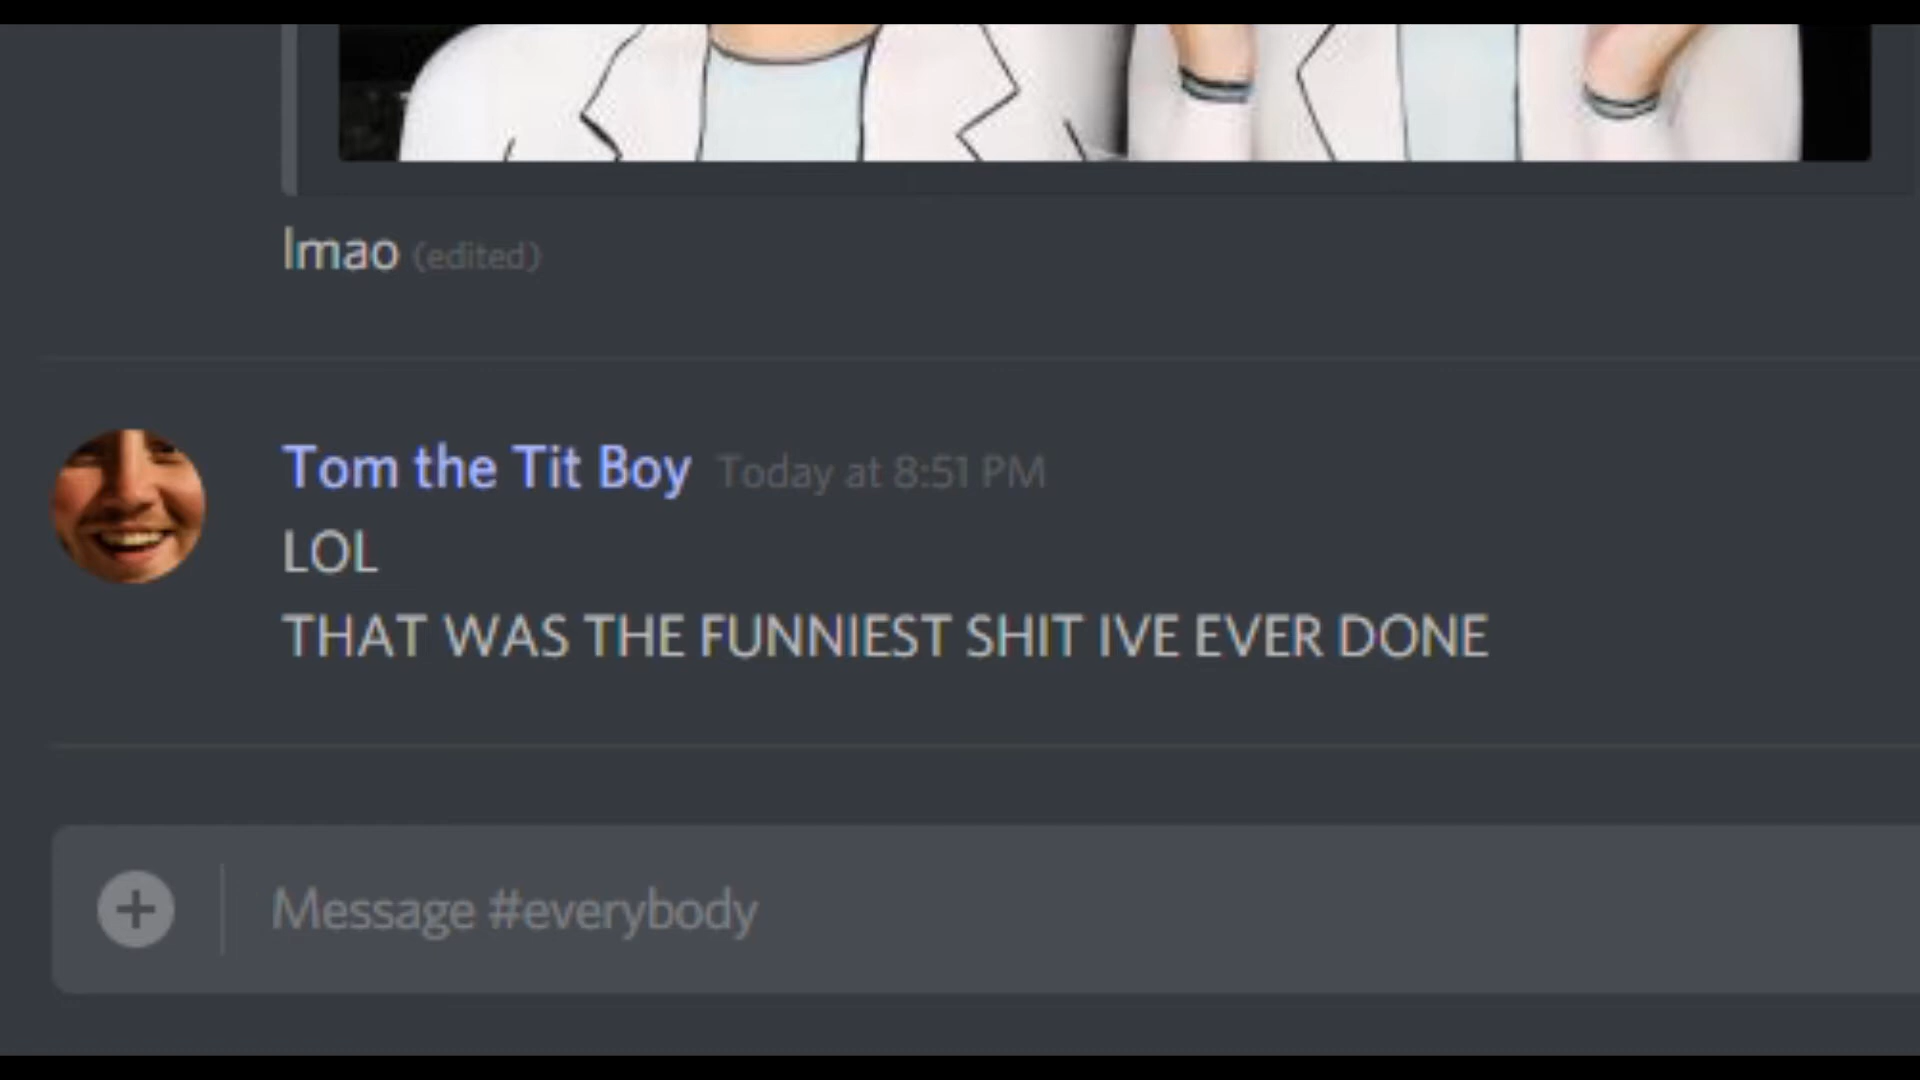 lmao (edited)
Tom the Tit Boy Today at 8:51 PM
LOL
THAT WAS THE FUNNIEST SHIT IVE EVER DONE
Message #everybody